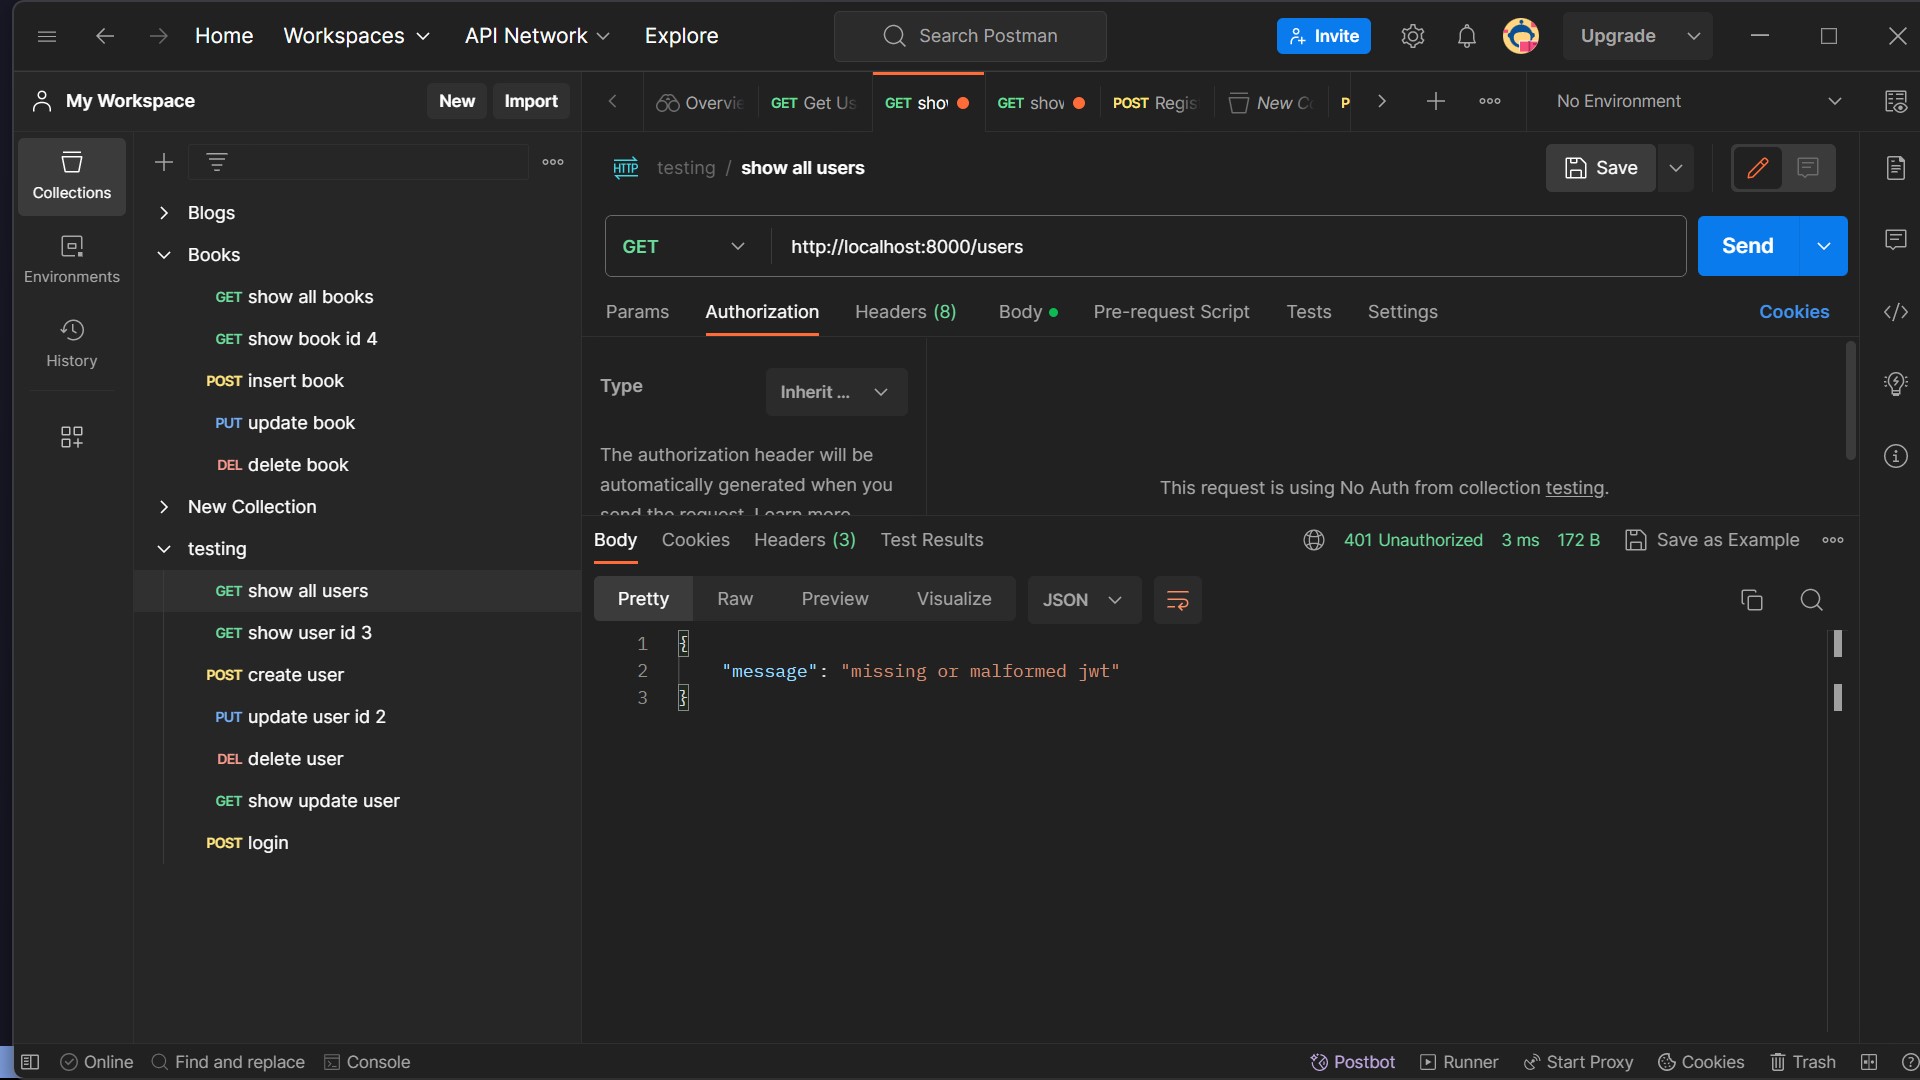 Home Workspaces API Network Explore Search Postman Invite Upgrade
My Workspace New Import
GET GET GET POST New No Environment
Collections
Environments
History
Blogs
Books
GET show all books
GET show book id 4
POST insert book
PUT update book
DEL delete book
New Collection
testing
GET show all users
GET show user id 3
POST create user
PUT update user id 2
DEL delete user
GET show update user
POST login
HTTP testing / show all users Save
GET http://localhost:8000/users Send
Params Authorization Headers (8) Body Pre-request Script Tests Settings Cookies
Type Inherit ...
The authorization header will be
automatically generated when you
send the request. Learn more
This request is using No Auth from collection testing.
Body Cookies Headers (3) Test Results 401 Unauthorized 3 ms 172 B Save as Example
Pretty Raw Preview Visualize JSON
1 {
2 "message": "missing or malformed jwt"
3 }
Online Find and replace Console Postbot Runner Start Proxy Cookies Trash